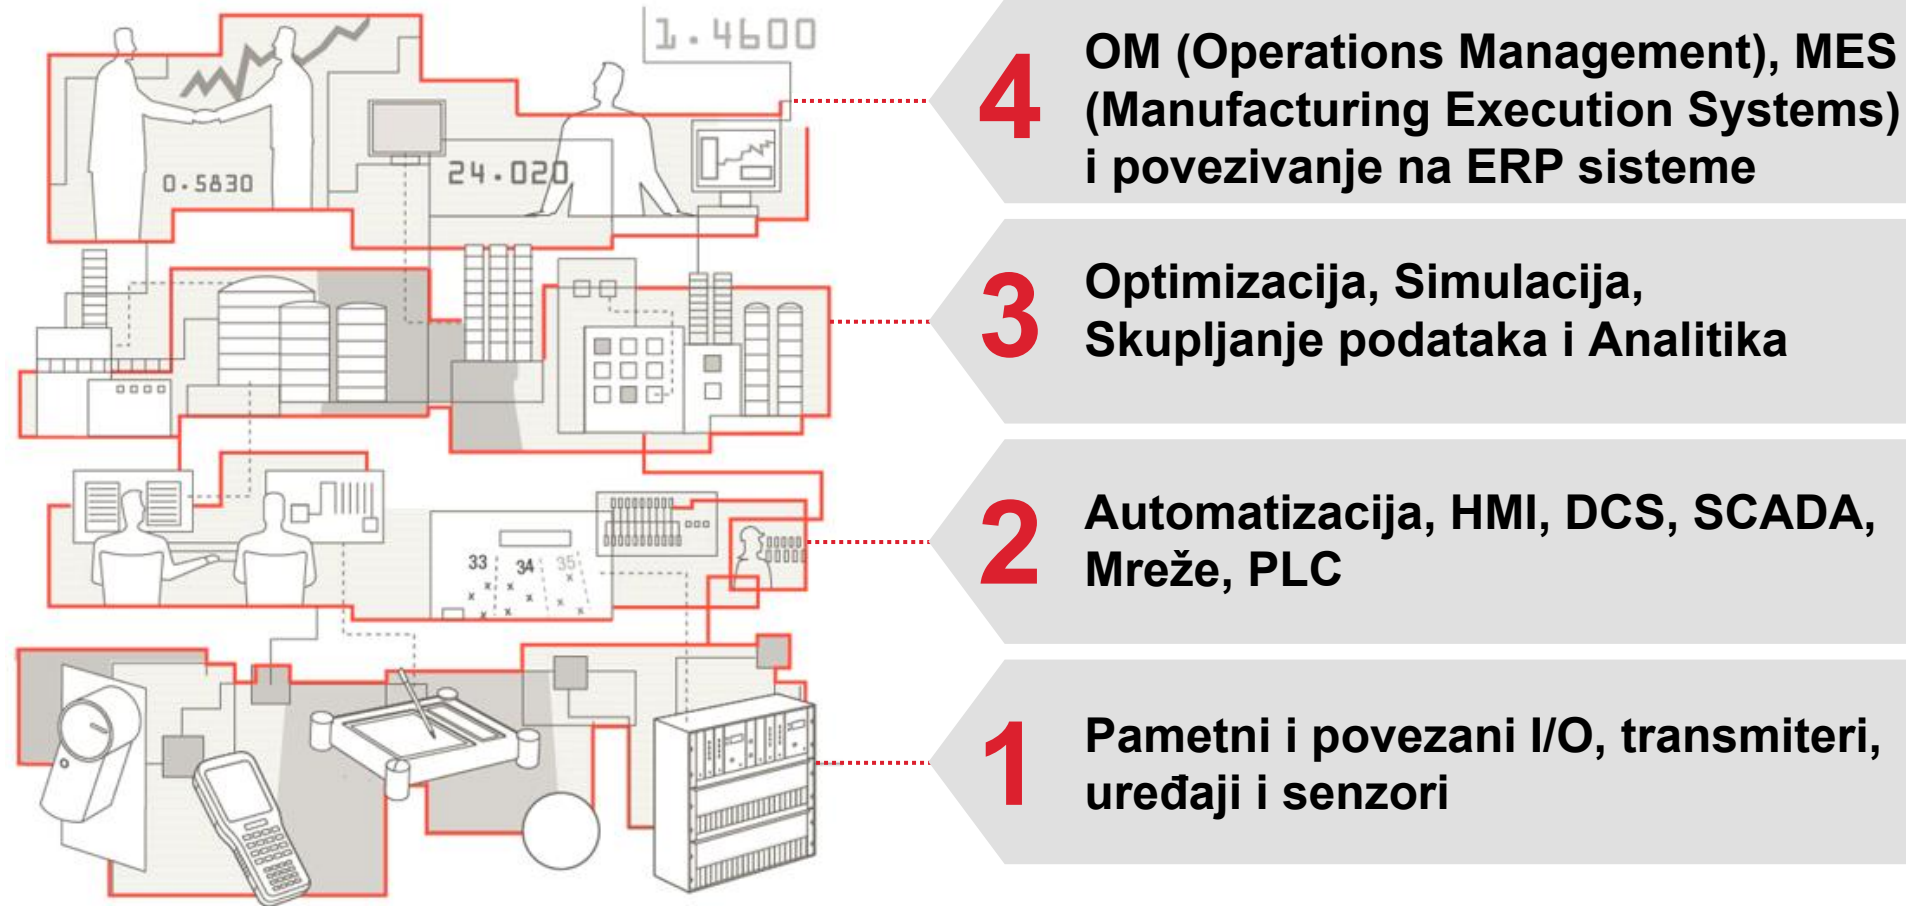 1.4600
0.5830
24.020
4
OM (Operations Management), MES
(Manufacturing Execution Systems)
i povezivanje na ERP sisteme
3
Optimizacija, Simulacija,
Skupljanje podataka i Analitika
33 34 35
2
Automatizacija, HMI, DCS, SCADA,
Mreže, PLC
1
Pametni i povezani I/O, transmiteri,
uređaji i senzori